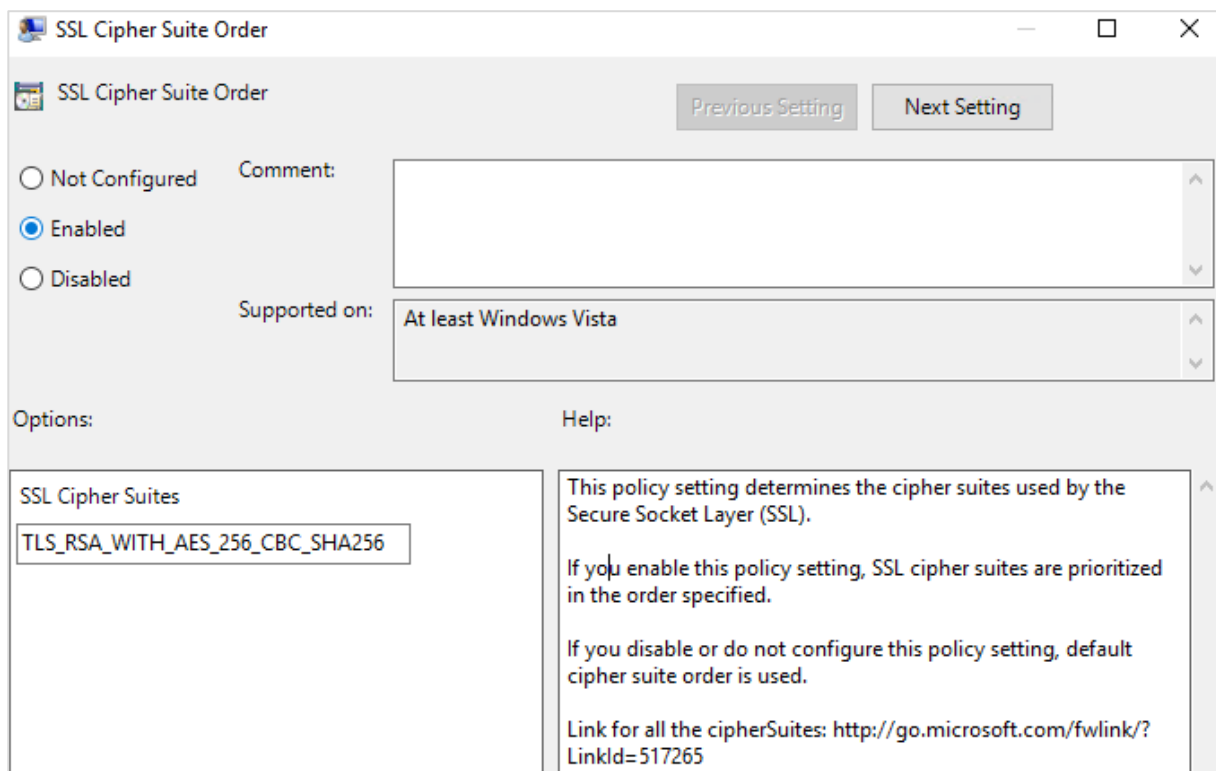 SSL Cipher Suite Order
SSL Cipher Suite Order
Previous Setting
Next Setting
Not Configured
Comment:
Enabled
Disabled
Supported on:
At least Windows Vista
Options:
Help:
SSL Cipher Suites
TLS_RSA_WITH_AES_256_CBC_SHA256
This policy setting determines the cipher suites used by the
Secure Socket Layer (SSL).
If you enable this policy setting, SSL cipher suites are prioritized
in the order specified.
If you disable or do not configure this policy setting, default
cipher suite order is used.
Link for all the cipherSuites: http://go.microsoft.com/fwlink/?
LinkId=517265